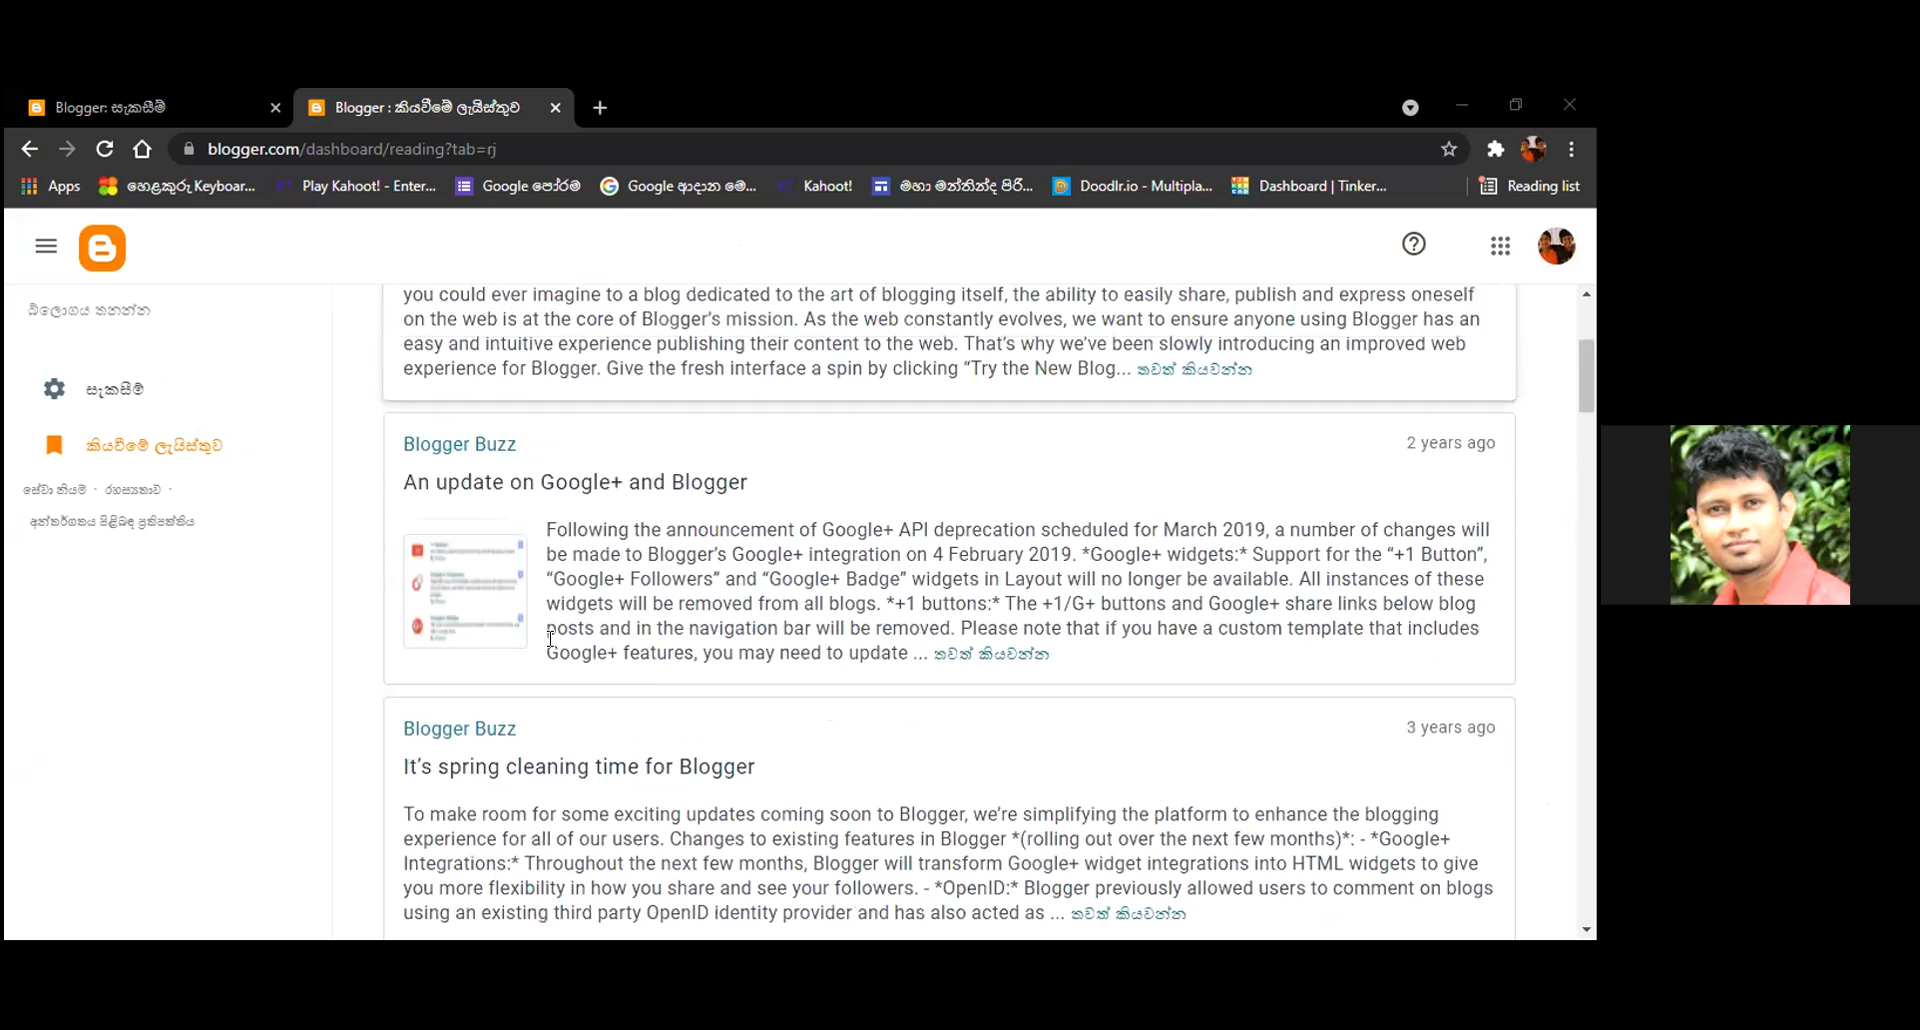 Blogger: සැකසීම්
Blogger : කියවීමේ ලැයිස්තුව
blogger.com/dashboard/reading?tab=rj
Apps හෙළකුරු Keyboar... Play Kahoot! - Enter... Google පෝරම Google ආදාන මෙ... Kahoot! මහා මන්තින්ද පිරි... Doodlr.io - Multipla... Dashboard | Tinker... Reading list
බ්ලොගය තනන්න
සැකසීම්
කියවීමේ ලැයිස්තුව
සේවා නියම · රහස්‍යතාව ·
අන්තර්ගතය පිළිබඳ ප්‍රතිපත්තිය
you could ever imagine to a blog dedicated to the art of blogging itself, the ability to easily share, publish and express oneself
on the web is at the core of Blogger's mission. As the web constantly evolves, we want to ensure anyone using Blogger has an
easy and intuitive experience publishing their content to the web. That’s why we’ve been slowly introducing an improved web
experience for Blogger. Give the fresh interface a spin by clicking “Try the New Blog... තවත් කියවන්න
Blogger Buzz 2 years ago
An update on Google+ and Blogger
Following the announcement of Google+ API deprecation scheduled for March 2019, a number of changes will
be made to Blogger’s Google+ integration on 4 February 2019. *Google+ widgets:* Support for the “+1 Button”,
“Google+ Followers” and “Google+ Badge” widgets in Layout will no longer be available. All instances of these
widgets will be removed from all blogs. *+1 buttons:* The +1/G+ buttons and Google+ share links below blog
posts and in the navigation bar will be removed. Please note that if you have a custom template that includes
Google+ features, you may need to update ... තවත් කියවන්න
Blogger Buzz 3 years ago
It’s spring cleaning time for Blogger
To make room for some exciting updates coming soon to Blogger, we’re simplifying the platform to enhance the blogging
experience for all of our users. Changes to existing features in Blogger *(rolling out over the next few months)*: - *Google+
Integrations:* Throughout the next few months, Blogger will transform Google+ widget integrations into HTML widgets to give
you more flexibility in how you share and see your followers. - *OpenID:* Blogger previously allowed users to comment on blogs
using an existing third party OpenID identity provider and has also acted as ... තවත් කියවන්න